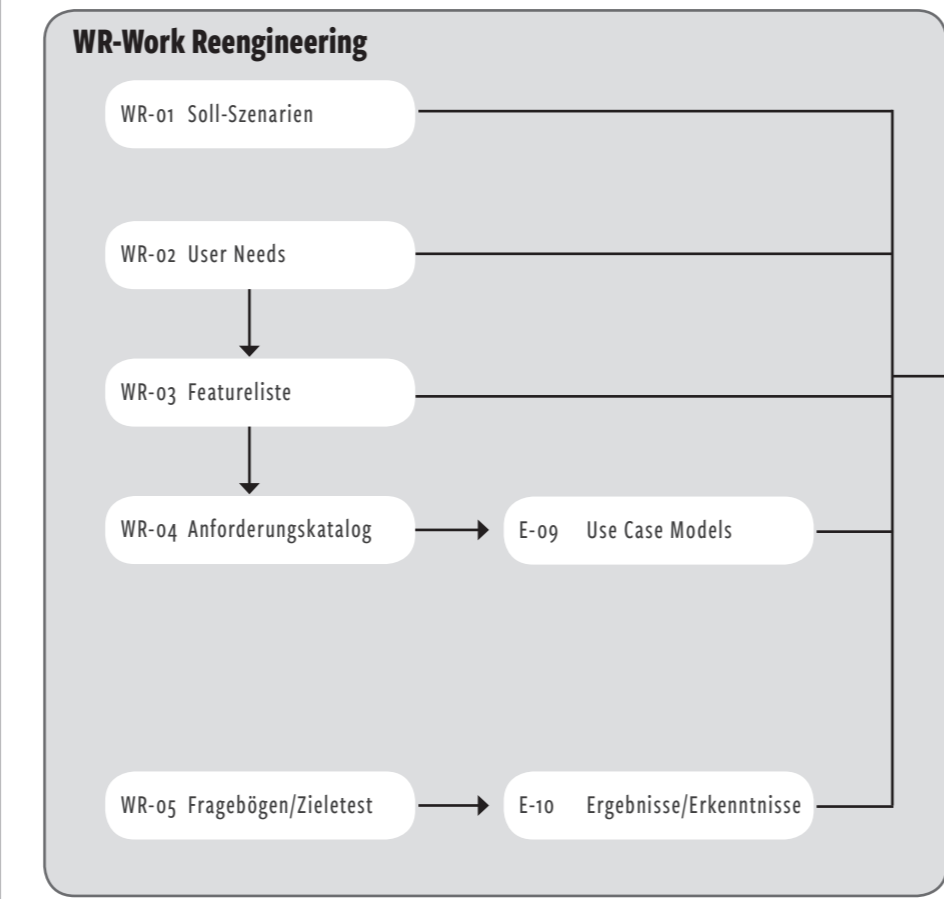 WR-Work Reengineering
WR-01 Soll-Szenarien
WR-02 User Needs
WR-03 Featureliste
WR-04 Anforderungskatalog
E-09 Use Case Models
WR-05 Fragebögen/Zieletest
E-10 Ergebnisse/Erkenntnisse